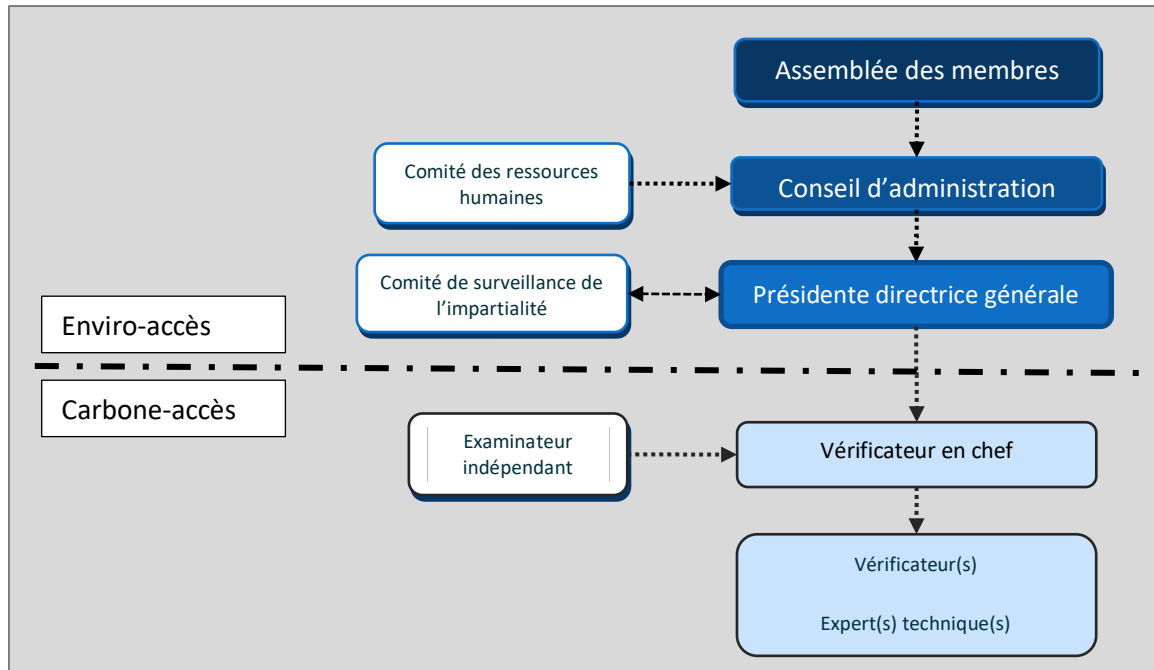 Assemblée des membres
Comité des ressources
humaines
Conseil d’administration
Comité de surveillance de
l’impartialité
Présidente directrice générale
Enviro-accès
Carbone-accès
Examinateur
indépendant
Vérificateur en chef
Vérificateur(s)
Expert(s) technique(s)